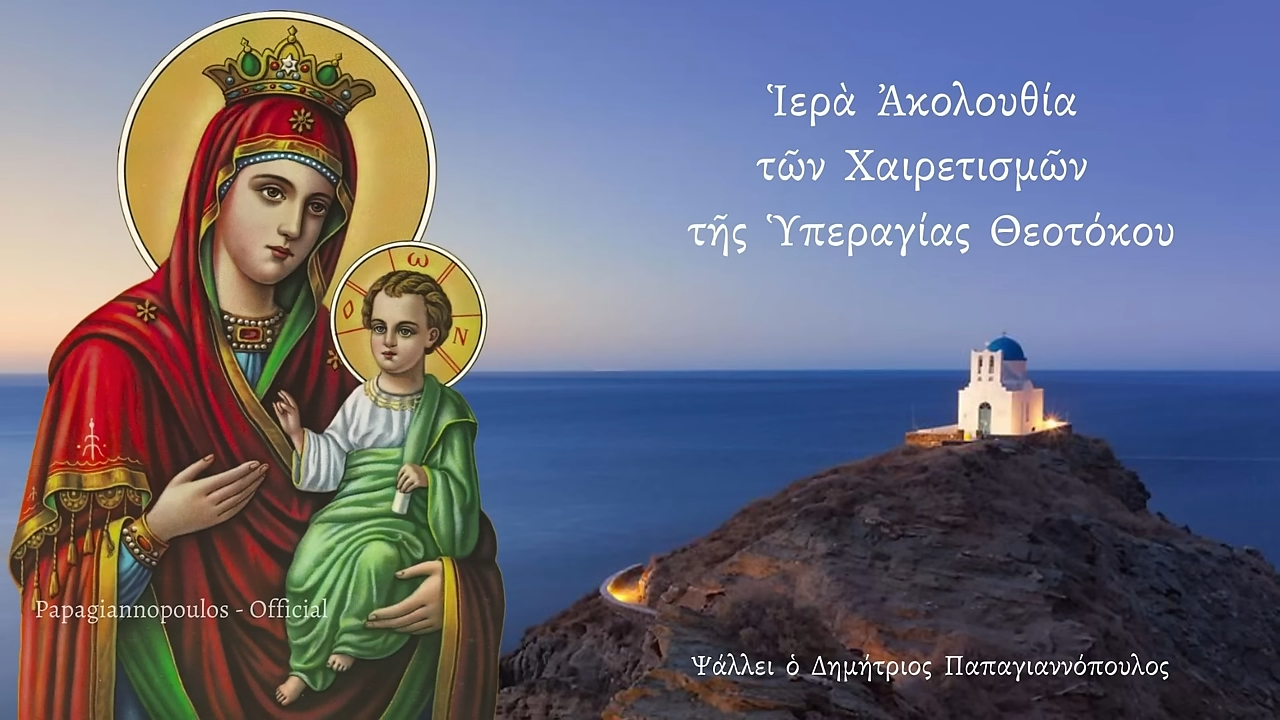 Ἱερὰ Ἀκολουθία
τῶν Χαιρετισμῶν
τῆς Ὑπεραγίας Θεοτόκου
ω
Ο
Ν
Papagiannopoulos - Official
Ψάλλει ὁ Δημήτριος Παπαγιαννόπουλος